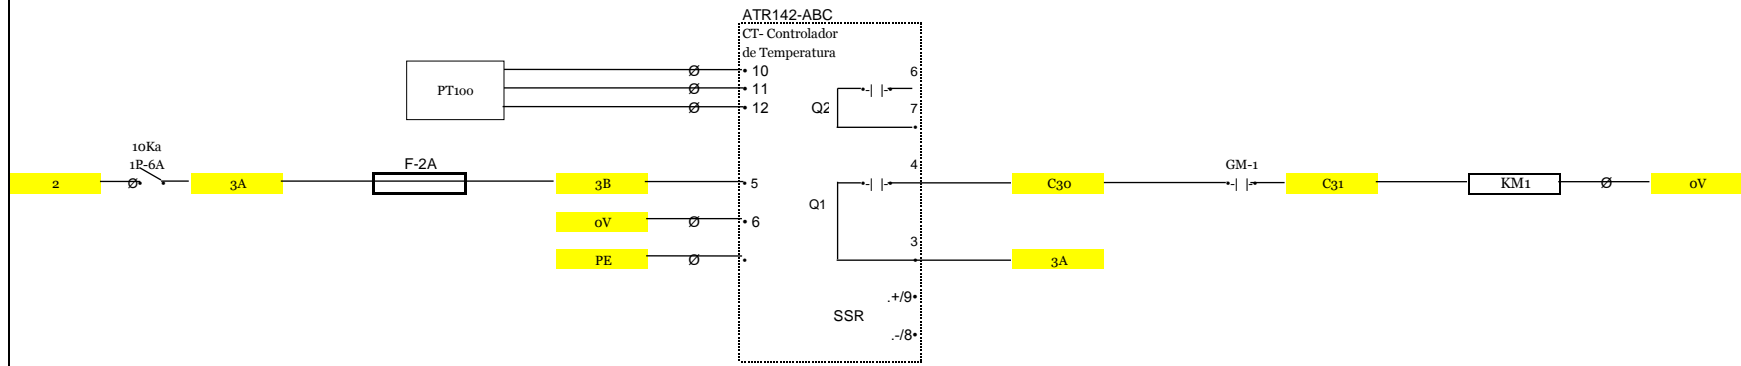 ATR142-ABC
CT- Controlador
de Temperatura
PT100
10
11
12
6
Q2
7
10Ka
1P-6A
F-2A
2
3A
3B
5
4
C30
GM-1
C31
KM1
0V
Q1
0V
6
3
PE
3A
.+/9
SSR
.-/8